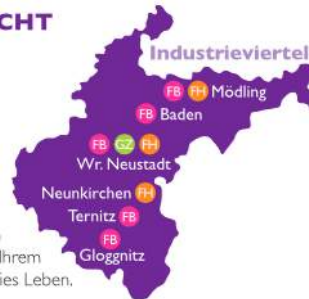 CHT
Industrieviertel
FB FH Mödling
FB Baden
FB GZ FH
Wr. Neustadt
Neunkirchen FH
Ternitz FB
FB
Gloggnitz
Ihrem
ies Leben.